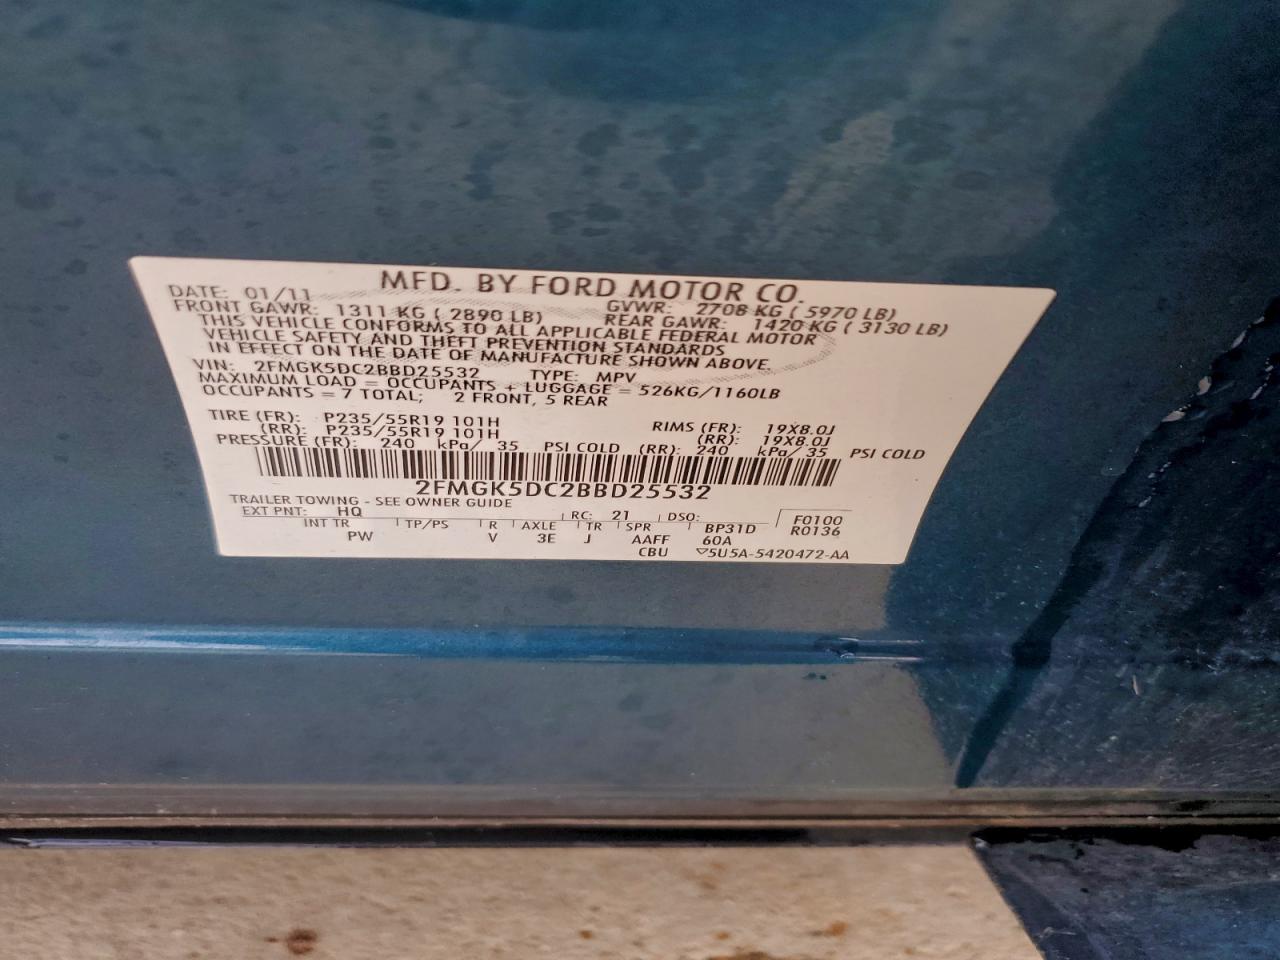 MFD. BY FORD MOTOR CO.
DATE: 01/11
GVWR: 2708 KG ( 5970 LB)
FRONT GAWR: 1311 KG ( 2890 LB)
REAR GAWR: 1420 KG ( 3130 LB)
THIS VEHICLE CONFORMS TO ALL APPLICABLE FEDERAL MOTOR
VEHICLE SAFETY AND THEFT PREVENTION STANDARDS
IN EFFECT ON THE DATE OF MANUFACTURE SHOWN ABOVE.
VIN: 2FMGK5DC2BBD25532 TYPE: MPV
MAXIMUM LOAD = OCCUPANTS + LUGGAGE = 526KG/1160LB
OCCUPANTS = 7 TOTAL; 2 FRONT, 5 REAR
TIRE (FR): P235/55R19 101H RIMS (FR): 19X8.0J
(RR): P235/55R19 101H (RR): 19X8.0J
PRESSURE (FR): 240 kPa/ 35 PSI COLD (RR): 240 kPa/ 35 PSI COLD
2FMGK5DC2BBD25532
TRAILER TOWING - SEE OWNER GUIDE
EXT PNT: HQ RC: 21 DSO: F0100
INT TR TP/PS R AXLE TR SPR BP31D R0136
PW V 3E J AAFF 60A
CBU ▽5U5A-5420472-AA